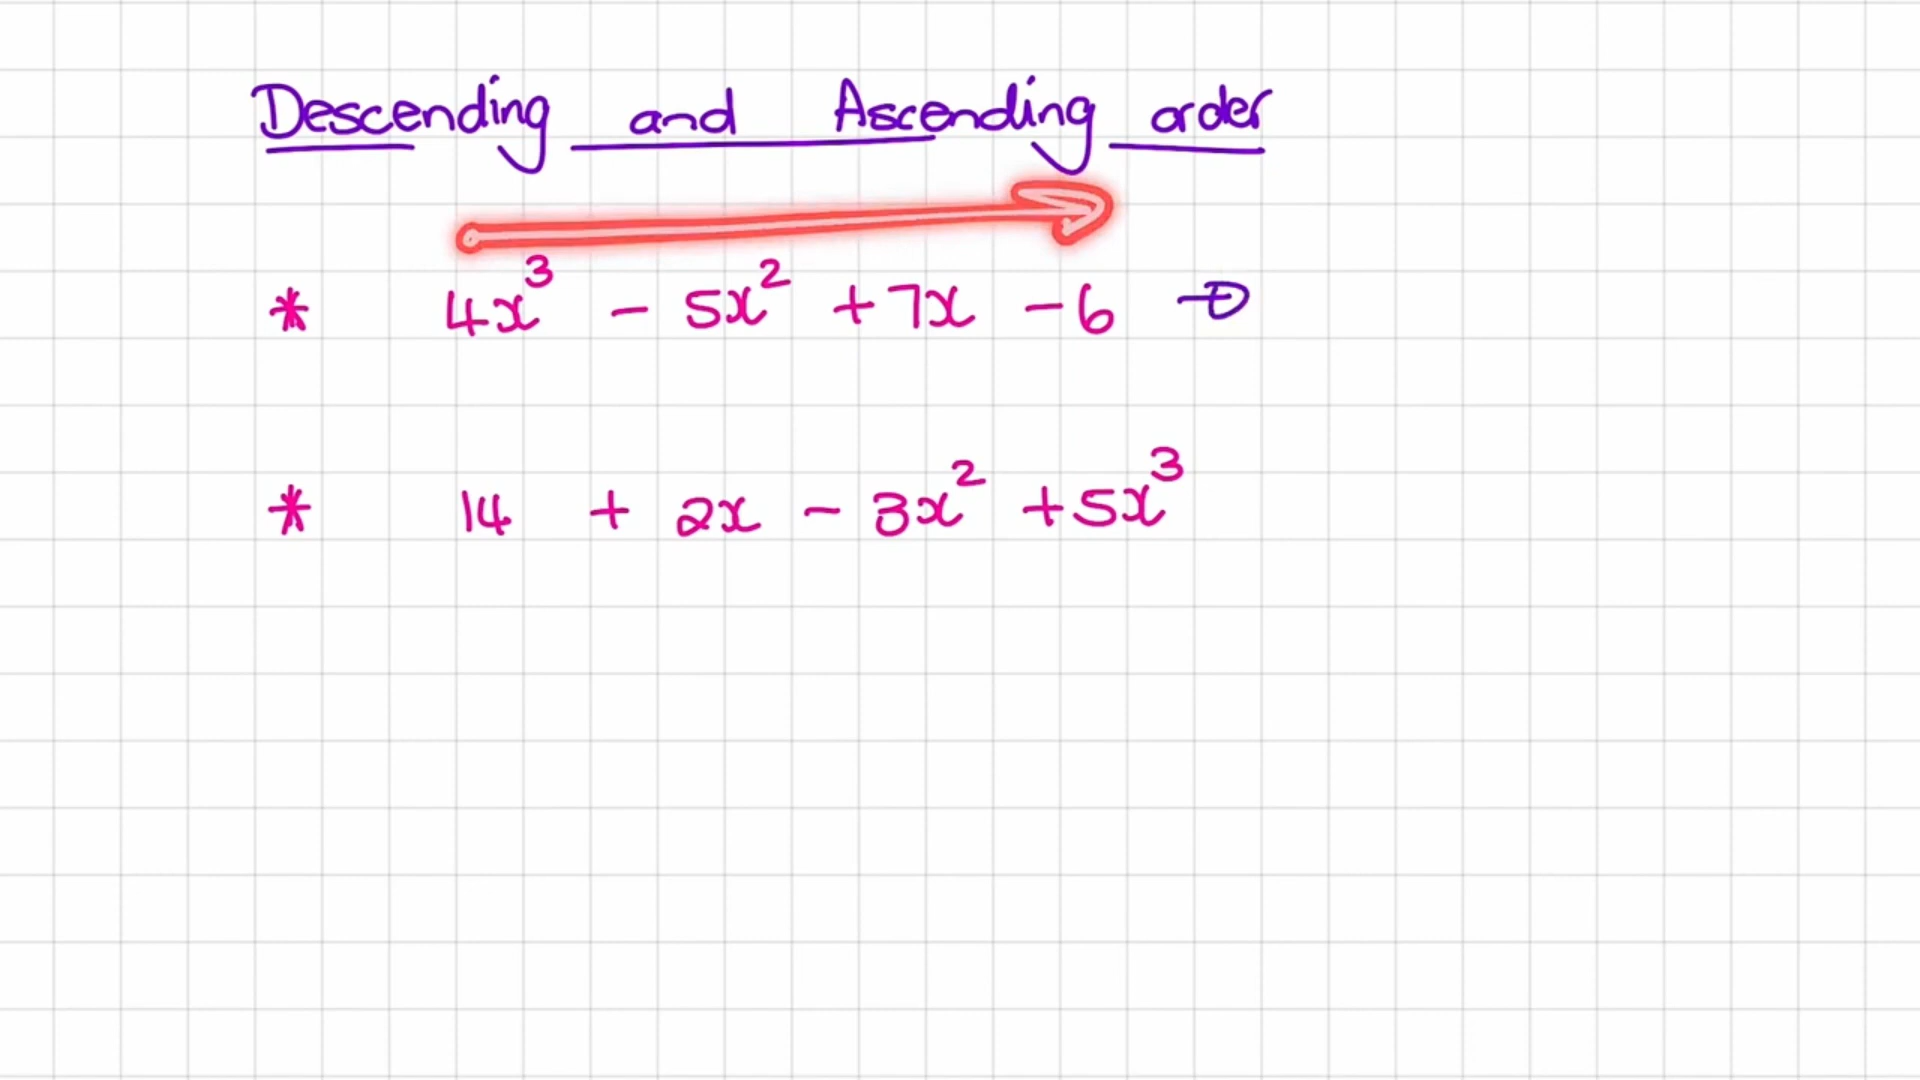 Descending and Ascending order
* 4x³ - 5x² + 7x - 6 →
* 14 + 2x - 3x² + 5x³